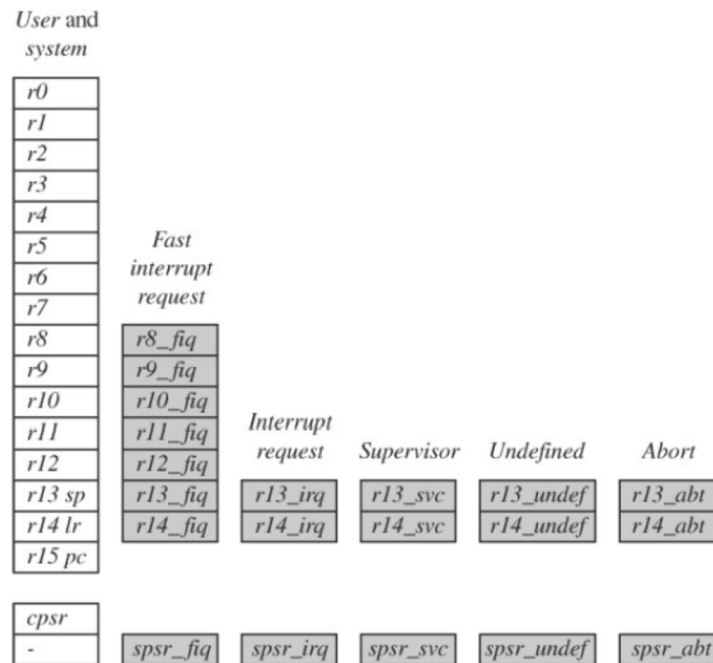 User and
system
r0
r1
r2
r3
r4
r5
r6
r7
r8
r9
r10
r11
r12
r13 sp
r14 lr
r15 pc
cpsr
-
Fast
interrupt
request
r8_fiq
r9_fiq
r10_fiq
r11_fiq
r12_fiq
r13_fiq
r14_fiq
spsr_fiq
Interrupt
request
r13_irq
r14_irq
spsr_irq
Supervisor
r13_svc
r14_svc
spsr_svc
Undefined
r13_undef
r14_undef
spsr_undef
Abort
r13_abt
r14_abt
spsr_abt